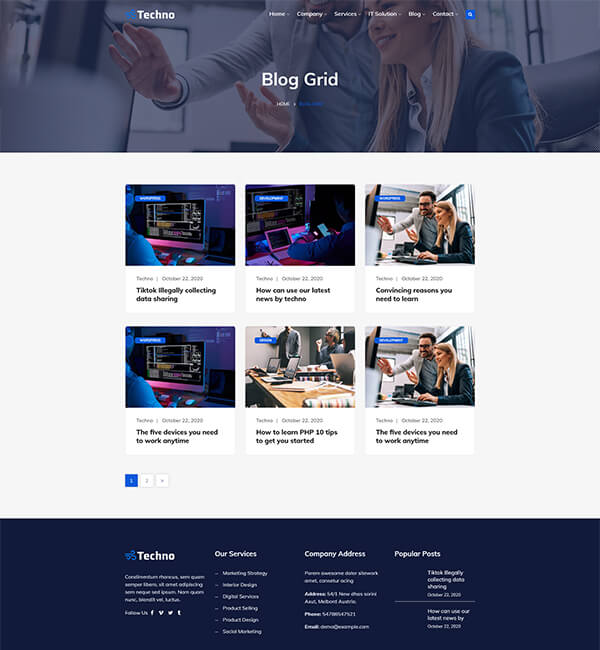 Techno
Home Company Services IT Solution Blog Contact
Blog Grid
HOME > BLOG GRID
WORDPRESS
DEVELOPMENT
WORDPRESS
Techno | October 22, 2020
Tiktok Illegally collecting
data sharing
Techno | October 22, 2020
How can use our latest
news by techno
Techno | October 22, 2020
Convincing reasons you
need to learn
WORDPRESS
DESIGN
DEVELOPMENT
Techno | October 22, 2020
The five devices you need
to work anytime
Techno | October 22, 2020
How to learn PHP 10 tips
to get you started
Techno | October 22, 2020
The five devices you need
to work anytime
1 2 >
Techno
Condimentum rhoncus, sem quam
semper libero, sit amet adipiscing
sem neque sed ipsum. Nam quam
nunc, blandit vel, luctus.
Follow Us
Our Services
Marketing Strategy
Interior Design
Digital Services
Product Selling
Product Design
Social Marketing
Company Address
Porem awesome dolor sitework
amet, consetur acing
Address: 54/1 New dhas sorini
Asut, Melbord Austria.
Phone: 54786547521
Email: demo@example.com
Popular Posts
Tiktok Illegally
collecting data
sharing
October 22, 2020
How can use our
latest news by
October 22, 2020